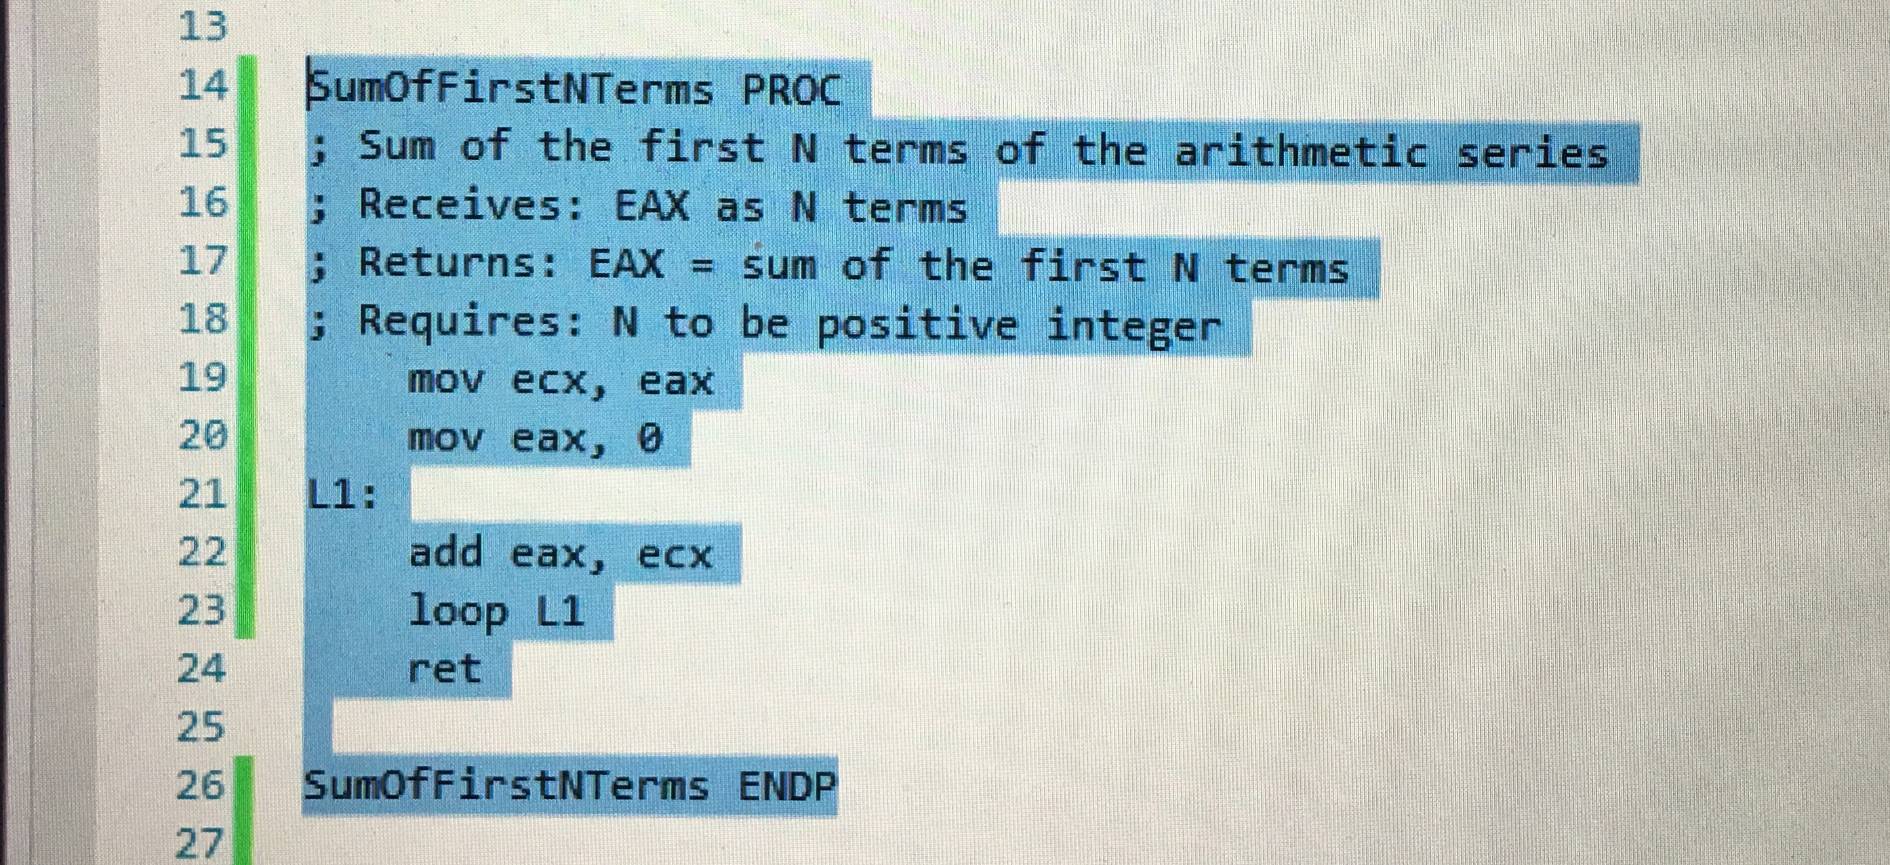 13
14 SumOfFirstNTerms PROC
15 ; Sum of the first N terms of the arithmetic series
16 ; Receives: EAX as N terms
17 ; Returns: EAX = sum of the first N terms
18 ; Requires: N to be positive integer
19 mov ecx, eax
20 mov eax, 0
21 L1:
22 add eax, ecx
23 loop L1
24 ret
25
26 SumOfFirstNTerms ENDP
27